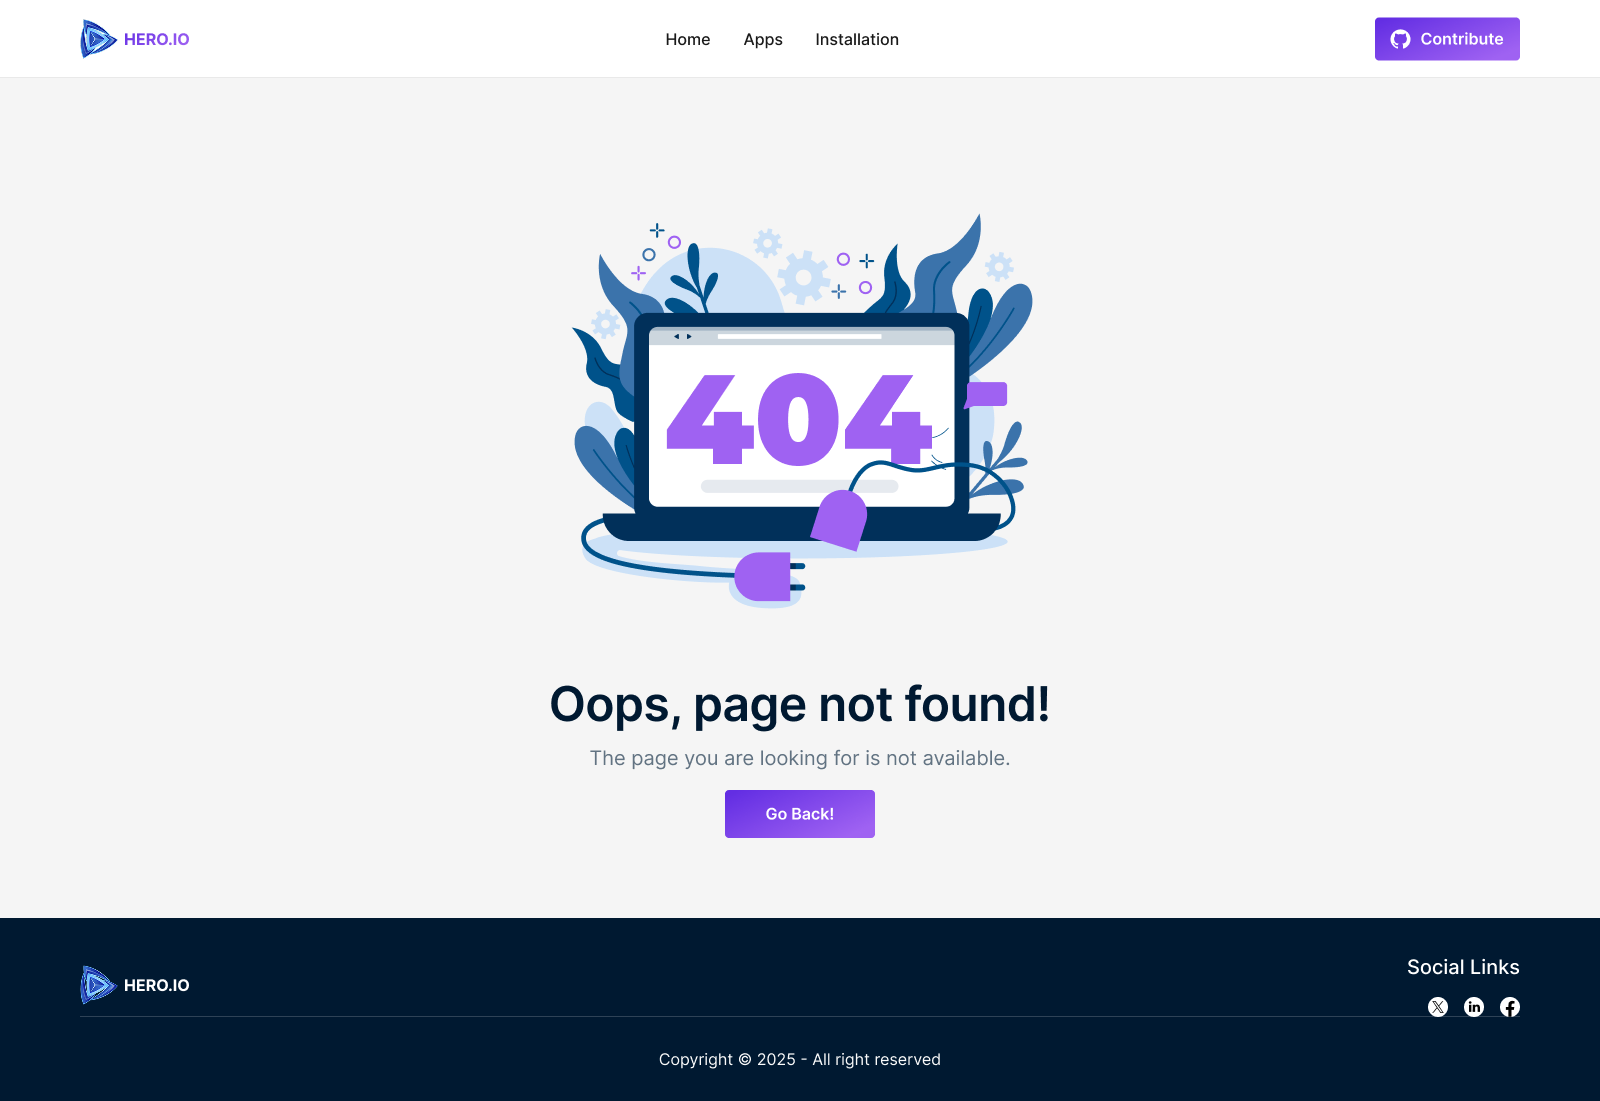 HERO.IO
Home
Apps
Installation
Contribute
404
Oops, page not found!
The page you are looking for is not available.
Go Back!
HERO.IO
Social Links
Copyright © 2025 - All right reserved